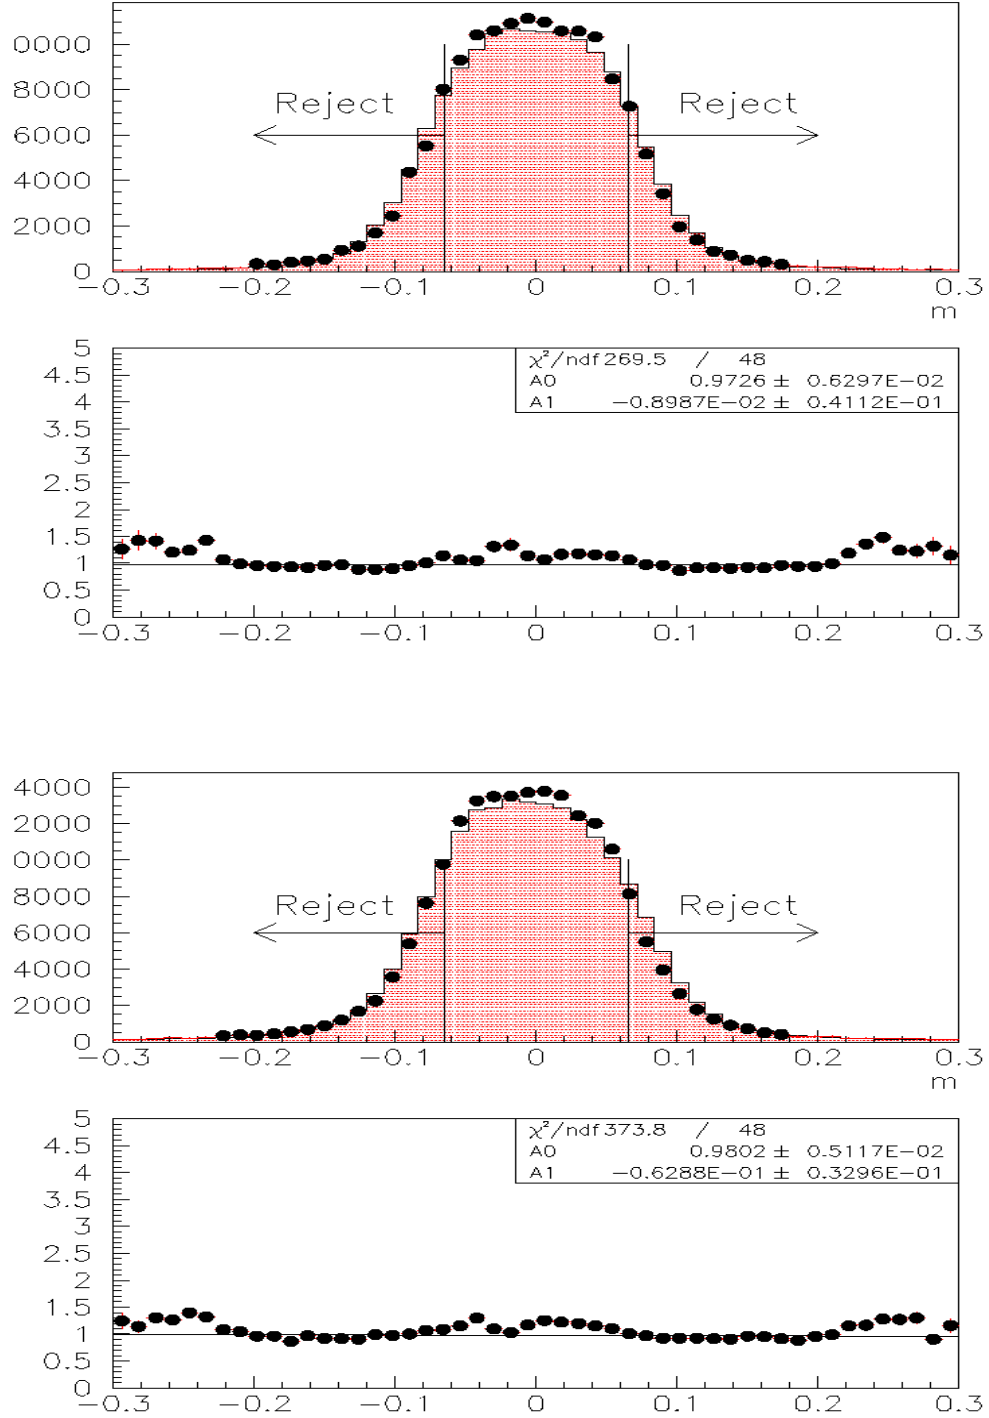 0000
8000
6000
4000
2000
0
Reject Reject
−0.3 −0.2 −0.1 0 0.1 0.2 0.3
m
5
4.5
4
3.5
3
2.5
2
1.5
1
0.5
0
χ²/ndf 269.5 / 48
A0 0.9726 ± 0.6297E−02
A1 −0.8987E−02 ± 0.4112E−01
−0.3 −0.2 −0.1 0 0.1 0.2 0.3
4000
2000
0000
8000
6000
4000
2000
0
Reject Reject
−0.3 −0.2 −0.1 0 0.1 0.2 0.3
m
5
4.5
4
3.5
3
2.5
2
1.5
1
0.5
0
χ²/ndf 373.8 / 48
A0 0.9802 ± 0.5117E−02
A1 −0.6288E−01 ± 0.3296E−01
−0.3 −0.2 −0.1 0 0.1 0.2 0.3